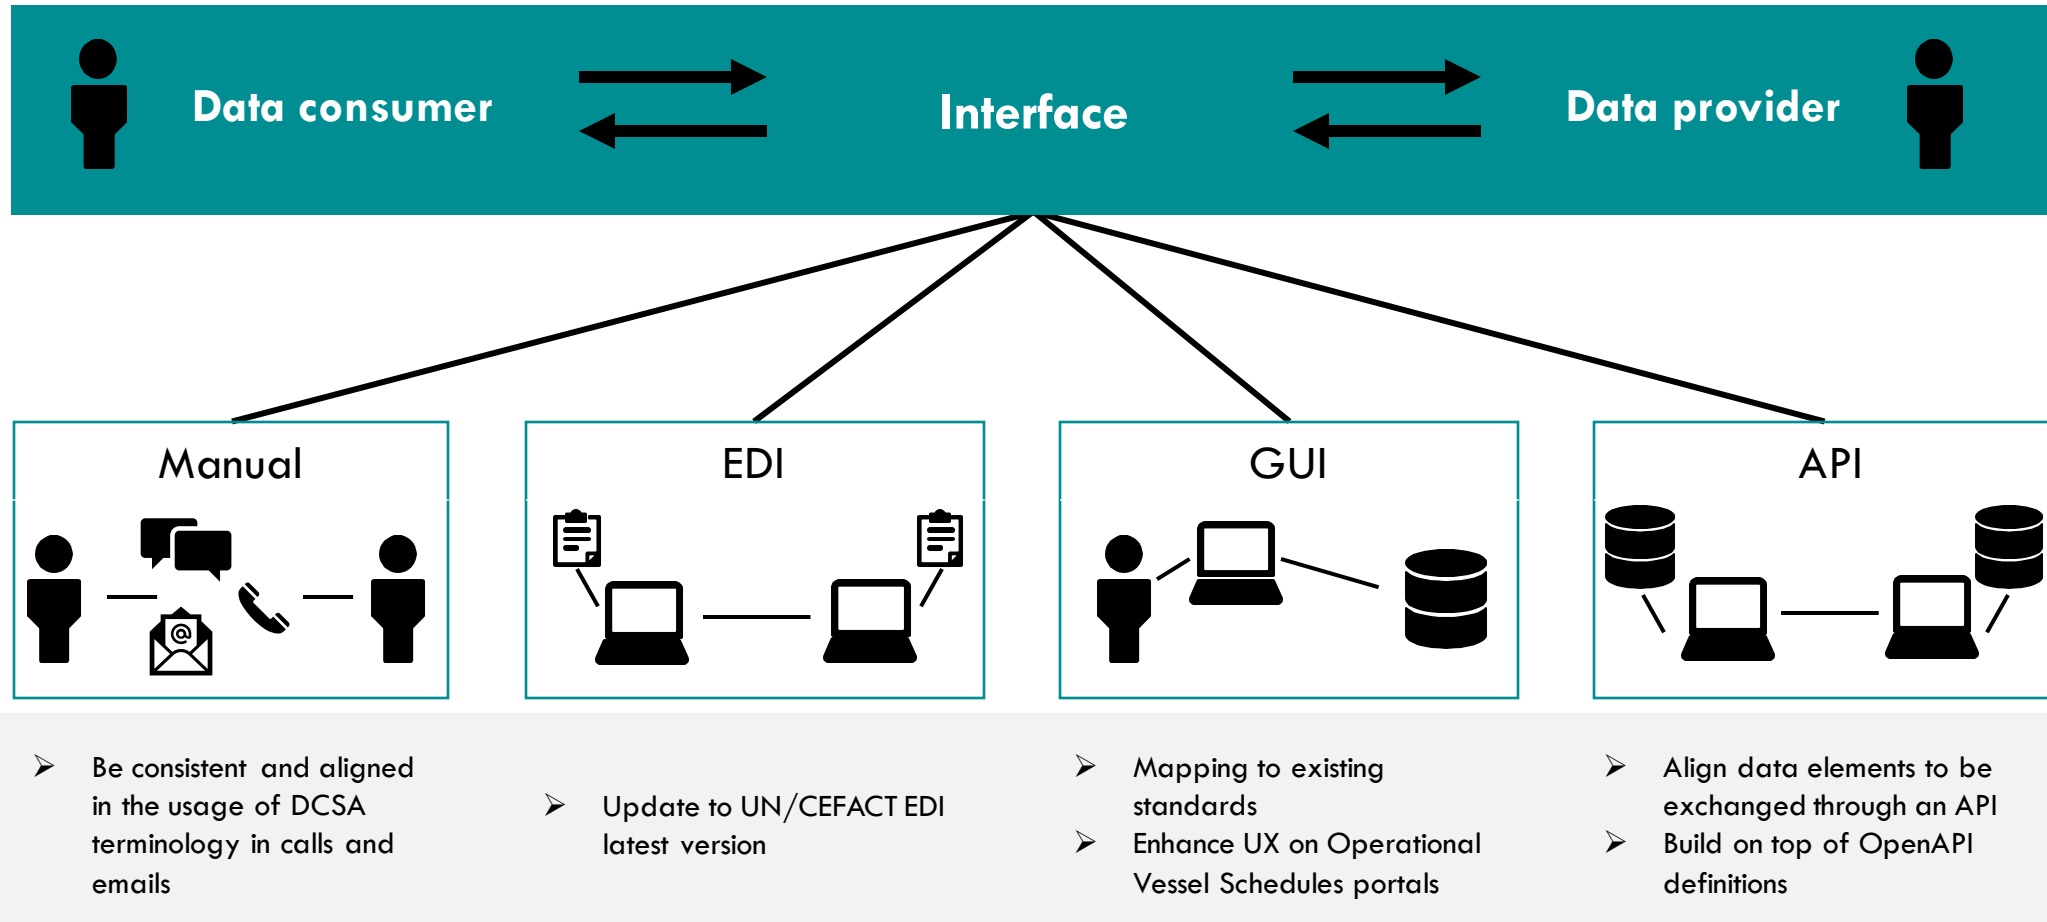 Data consumer
Interface
Data provider
Manual
EDI
GUI
API
@
➢ Be consistent and aligned
in the usage of DCSA
terminology in calls and
emails
➢ Update to UN/CEFACT EDI
latest version
➢ Mapping to existing
standards
➢ Enhance UX on Operational
Vessel Schedules portals
➢ Align data elements to be
exchanged through an API
➢ Build on top of OpenAPI
definitions